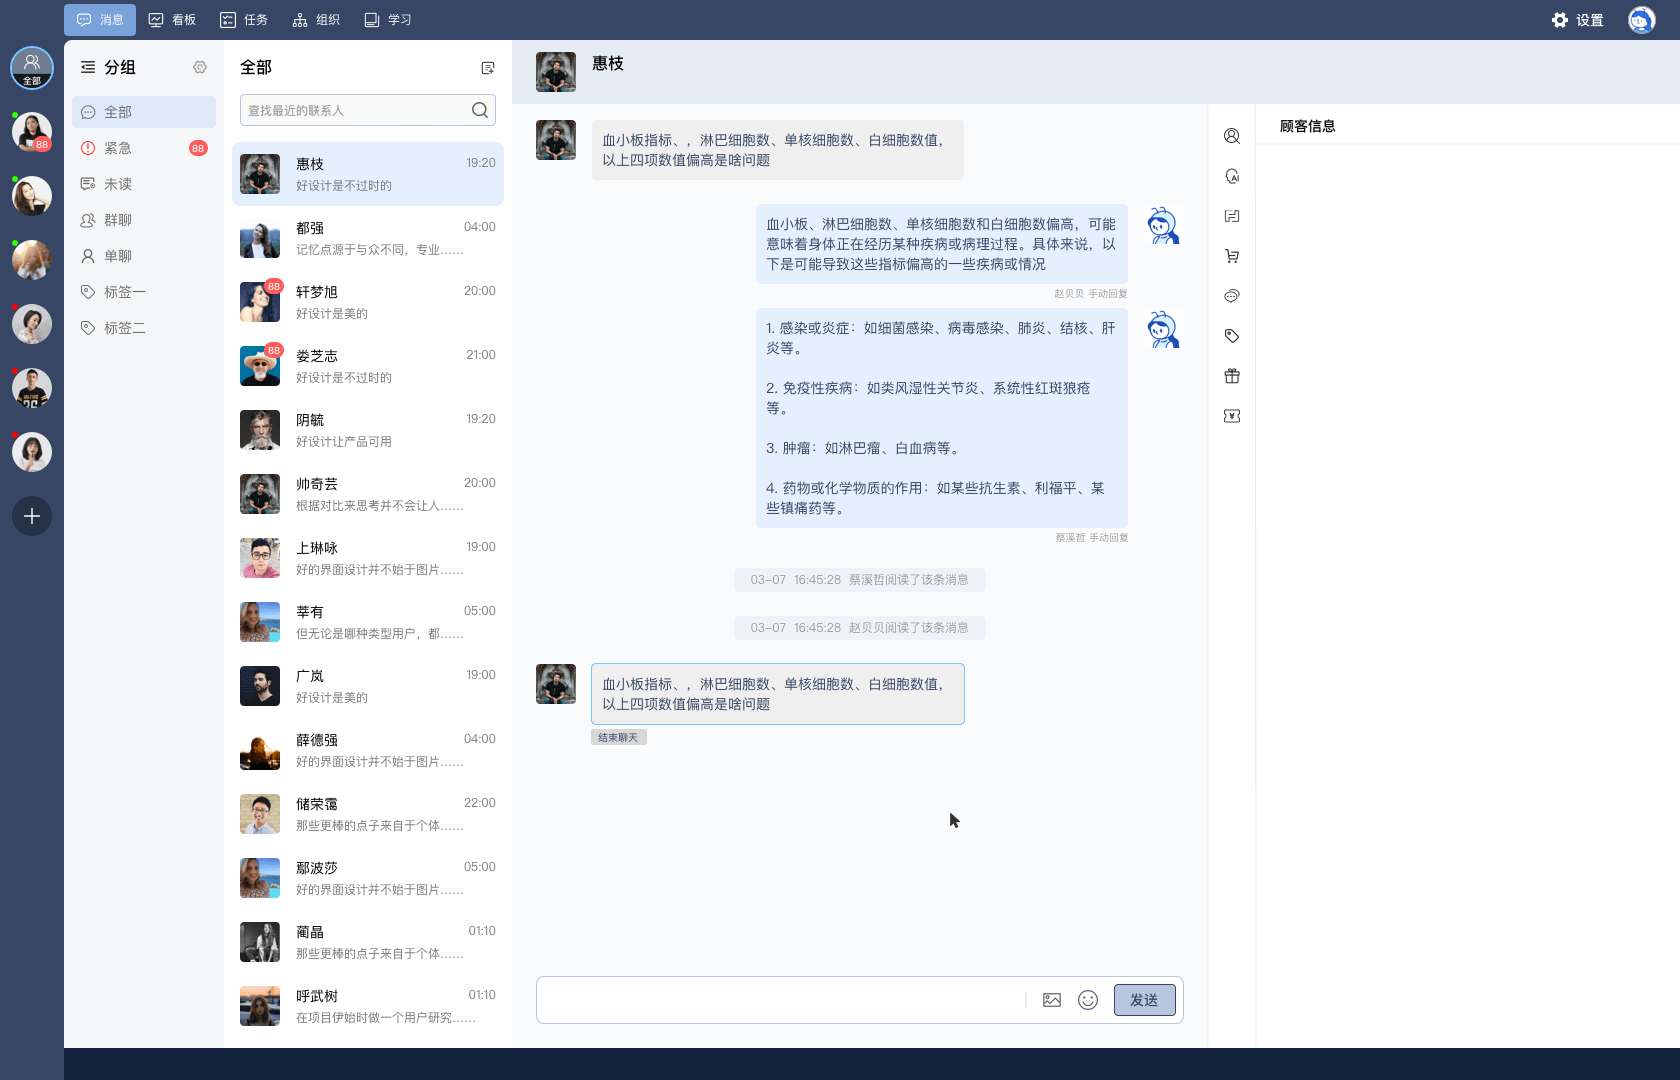 消息 看板 任务 组织 学习 设置
全部
88
分组
全部
紧急 88
未读
群聊
单聊
标签一
标签二
全部
查找最近的联系人
惠枝 19:20
好设计是不过时的
都强 04:00
记忆点源于与众不同，专业……
88
轩梦旭 20:00
好设计是美的
88
娄芝志 21:00
好设计是不过时的
阴毓 19:20
好设计让产品可用
帅奇芸 20:00
根据对比来思考并不会让人……
上琳咏 19:00
好的界面设计并不始于图片……
莘有 05:00
但无论是哪种类型用户，都……
广岚 19:00
好设计是美的
薛德强 04:00
好的界面设计并不始于图片……
储荣霭 22:00
那些更棒的点子来自于个体……
鄢波莎 05:00
好的界面设计并不始于图片……
蔺晶 01:10
那些更棒的点子来自于个体……
呼武树 01:10
在项目伊始时做一个用户研究……
惠枝
血小板指标、，淋巴细胞数、单核细胞数、白细胞数值，
以上四项数值偏高是啥问题
血小板、淋巴细胞数、单核细胞数和白细胞数偏高，可能
意味着身体正在经历某种疾病或病理过程。具体来说，以
下是可能导致这些指标偏高的一些疾病或情况
赵贝贝 手动回复
1. 感染或炎症：如细菌感染、病毒感染、肺炎、结核、肝
炎等。
2. 免疫性疾病：如类风湿性关节炎、系统性红斑狼疮
等。
3. 肿瘤：如淋巴瘤、白血病等。
4. 药物或化学物质的作用：如某些抗生素、利福平、某
些镇痛药等。
蔡溪哲 手动回复
03-07 16:45:28 蔡溪哲阅读了该条消息
03-07 16:45:28 赵贝贝阅读了该条消息
血小板指标、，淋巴细胞数、单核细胞数、白细胞数值，
以上四项数值偏高是啥问题
结束聊天
发送
AI
顾客信息